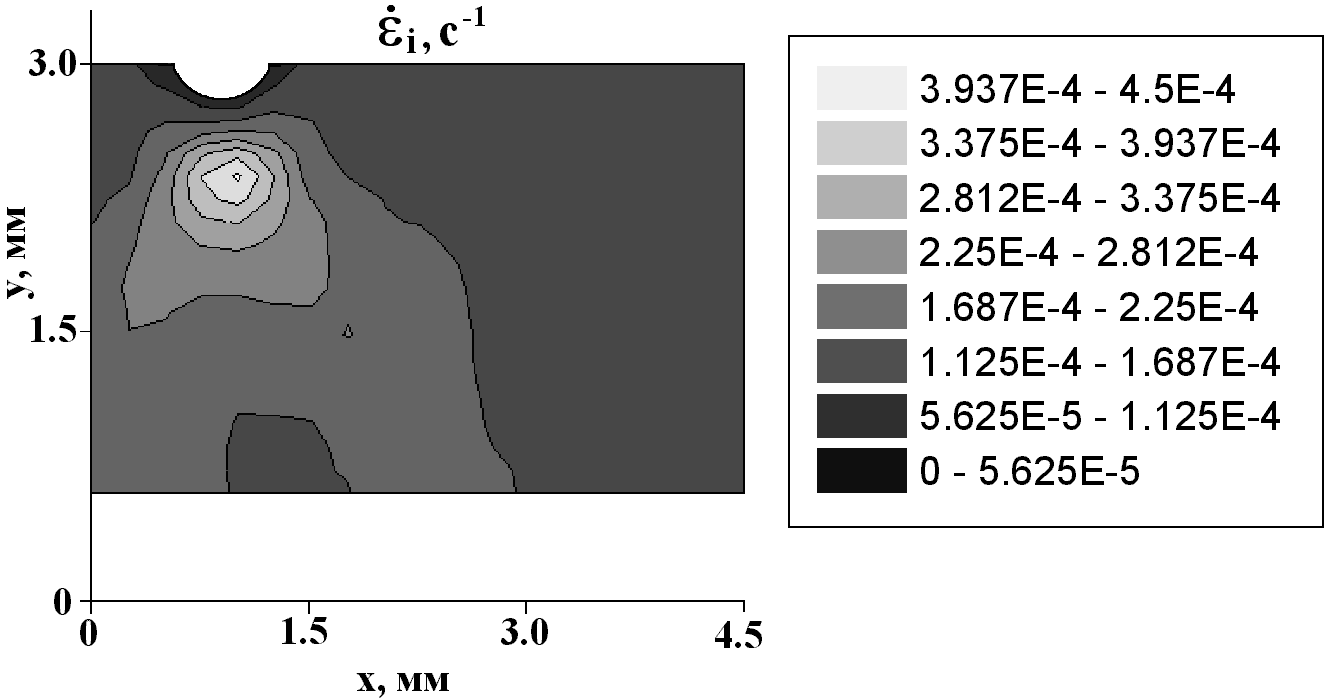 ε̇i, с-1
3.0
y, мм
1.5
0
0 1.5 3.0 4.5
x, мм
3.937E-4 - 4.5E-4
3.375E-4 - 3.937E-4
2.812E-4 - 3.375E-4
2.25E-4 - 2.812E-4
1.687E-4 - 2.25E-4
1.125E-4 - 1.687E-4
5.625E-5 - 1.125E-4
0 - 5.625E-5